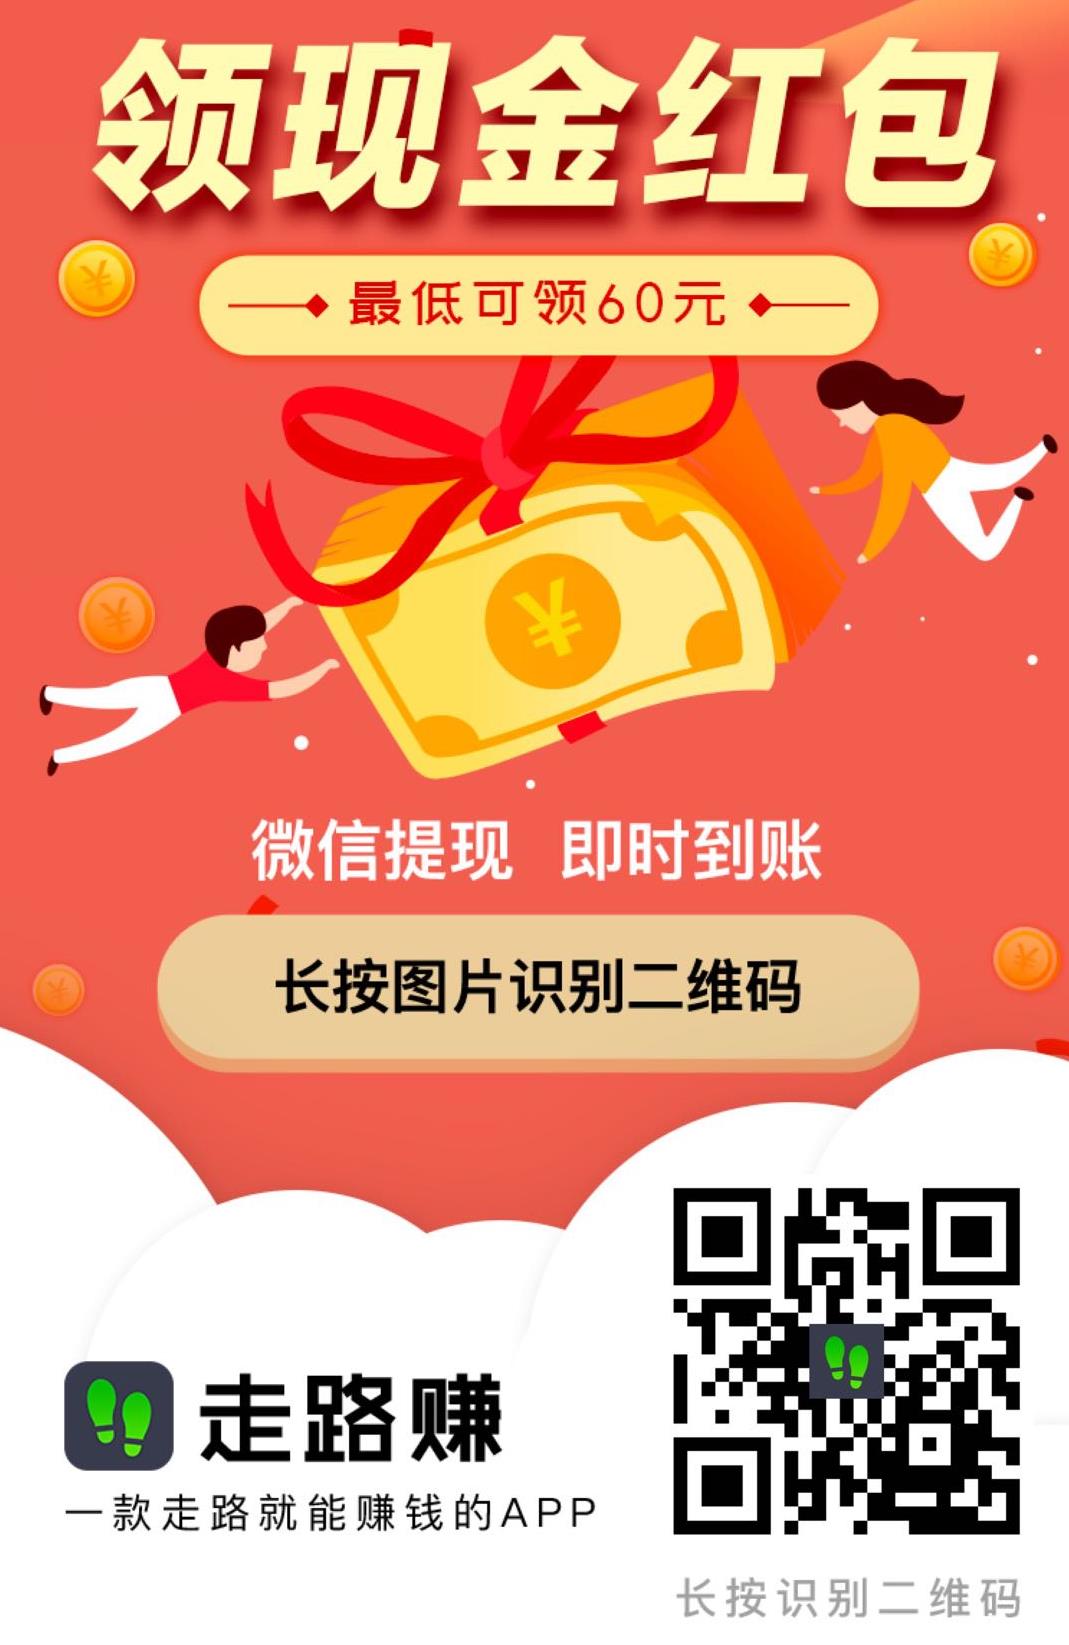 领现金红包
最低可领60元
微信提现 即时到账
长按图片识别二维码
走路赚
一款走路就能赚钱的APP
长按识别二维码